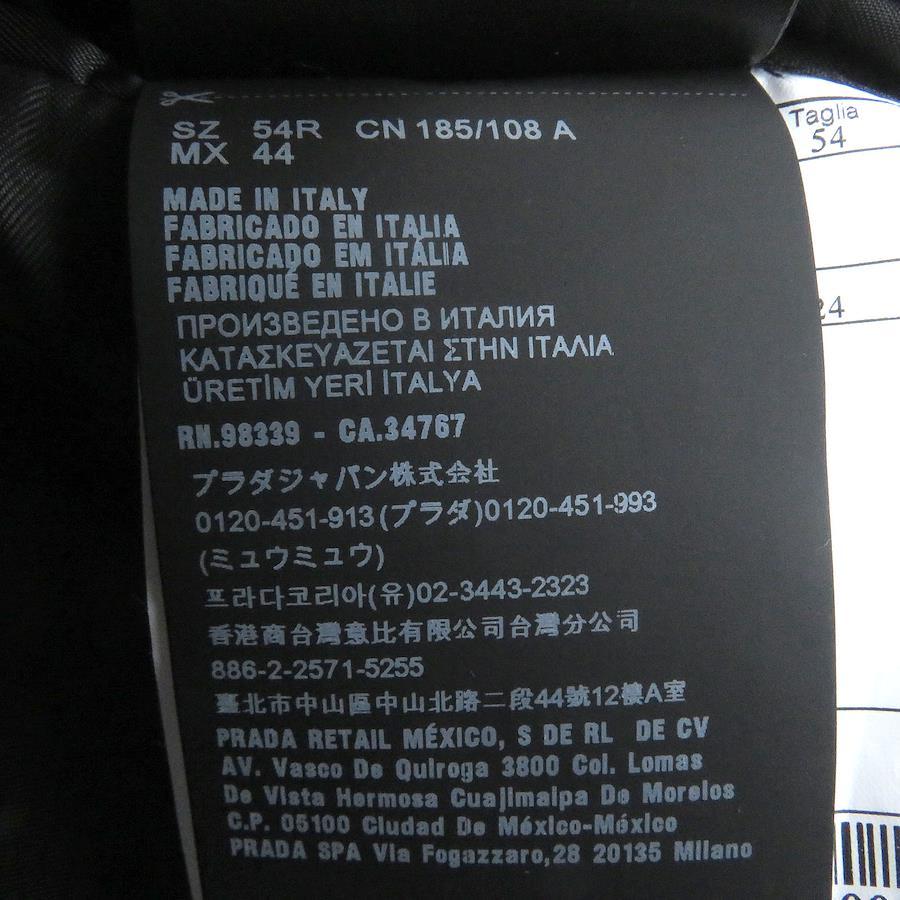 SZ 54R CN 185/108 A
MX 44
MADE IN ITALY
FABRICADO EN ITALIA
FABRICADO EM ITÁLIA
FABRIQUÉ EN ITALIE
ПРОИЗВЕДЕНО В ИТАЛИЯ
ΚΑΤΑΣΚΕΥΑΖΕΤΑΙ ΣΤΗΝ ΙΤΑΛΙΑ
ÜRETİM YERİ İTALYA
RN.98339 - CA.34767
プラダジャパン株式会社
0120-451-913(プラダ)0120-451-993
(ミュウミュウ)
프라다코리아(유)02-3443-2323
香港商台灣意比有限公司台灣分公司
886-2-2571-5255
臺北市中山區中山北路二段44號12樓A室
PRADA RETAIL MÉXICO, S DE RL DE CV
AV. Vasco De Quiroga 3800 Col. Lomas
De Vista Hermosa Cuajimalpa De Morelos
C.P. 05100 Ciudad De México-México
PRADA SPA Via Fogazzaro,28 20135 Milano
Taglia
54
24